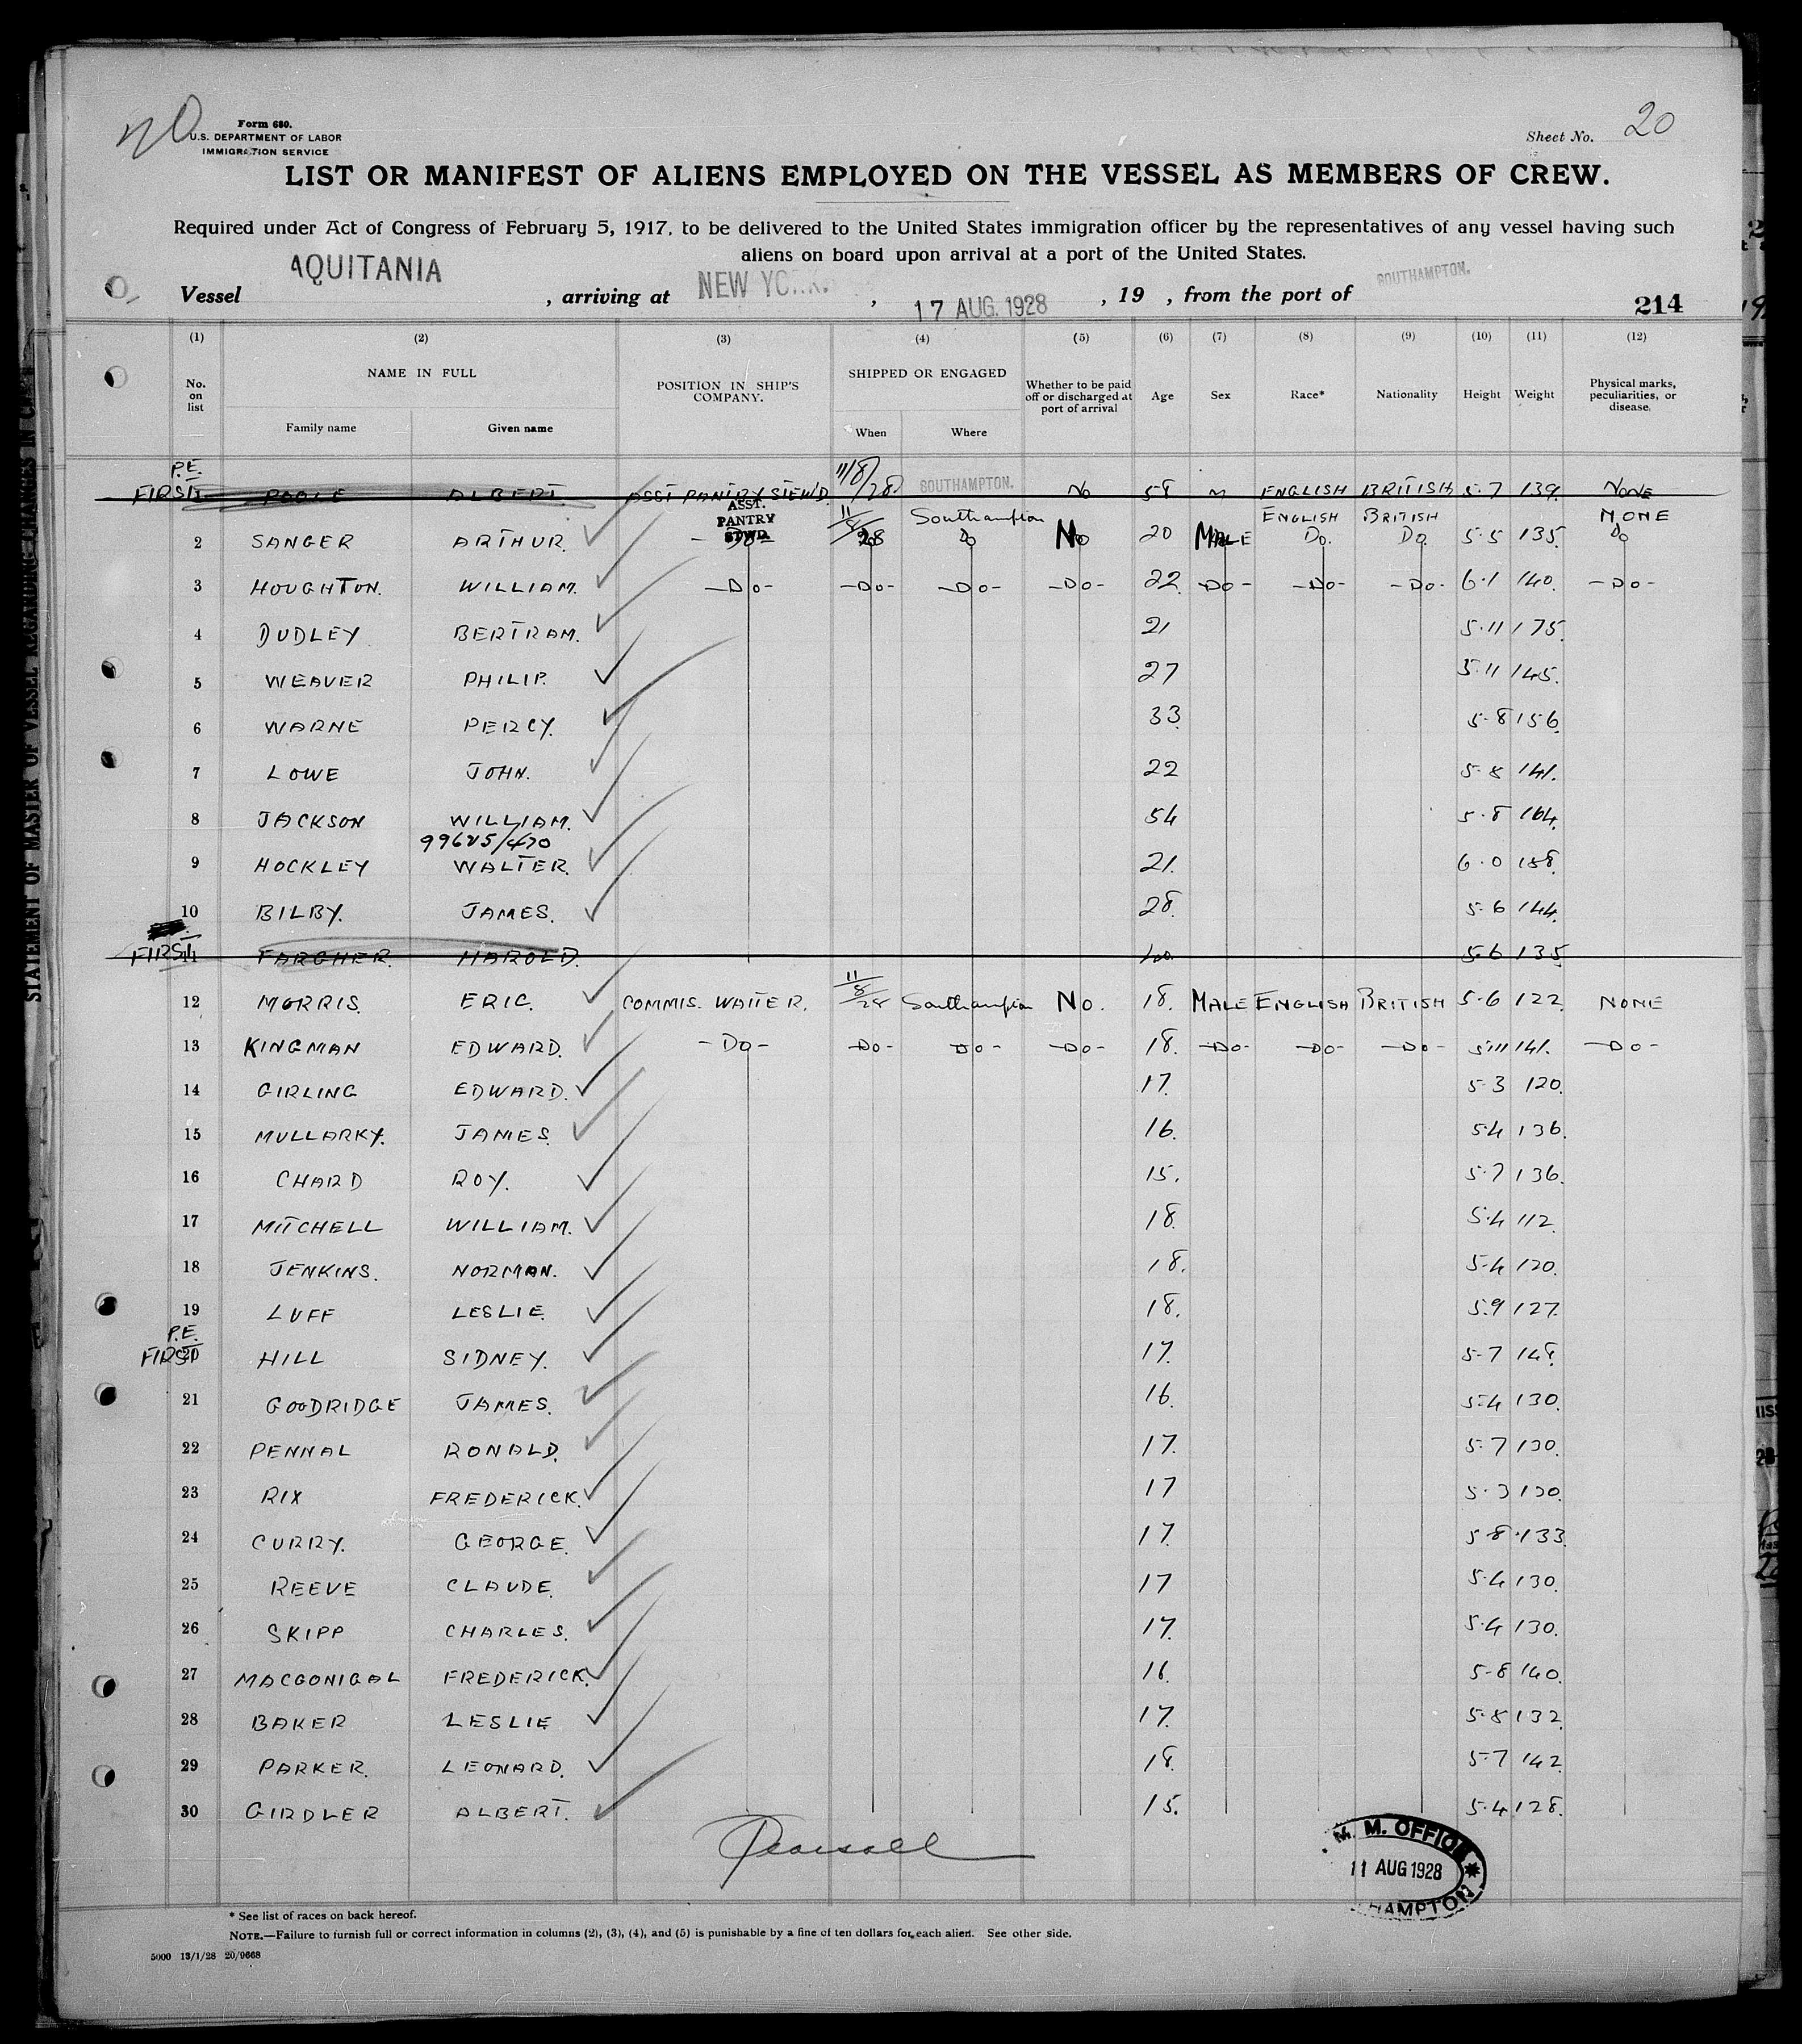 20
Form 680.
U.S. DEPARTMENT OF LABOR
IMMIGRATION SERVICE
Sheet No. 20
LIST OR MANIFEST OF ALIENS EMPLOYED ON THE VESSEL AS MEMBERS OF CREW.
Required under Act of Congress of February 5, 1917, to be delivered to the United States immigration officer by the representatives of any vessel having such
aliens on board upon arrival at a port of the United States.
Vessel AQUITANIA , arriving at NEW YORK. , 17 AUG. 1928 , 19 , from the port of SOUTHAMPTON.
214
(1) (2) (3) (4) (5) (6) (7) (8) (9) (10) (11) (12)
No. on list NAME IN FULL Family name Given name POSITION IN SHIP'S COMPANY. SHIPPED OR ENGAGED When Where Whether to be paid off or discharged at port of arrival Age Sex Race* Nationality Height Weight Physical marks, peculiarities, or disease.
P.E.
FIRST 1 POOLE ALBERT. ASST PANTRY STEWD 11/8/28 SOUTHAMPTON. No 58 M ENGLISH BRITISH 5.7 139. NONE
ASST. PANTRY STWD. Southampton ENGLISH BRITISH NONE
2 SANGER ARTHUR. - Do - 11/8/28 Do No 20 MALE Do. Do. 5.5 135. Do
3 HOUGHTON. WILLIAM. - Do - - Do - - Do - - Do - 22. - Do - - Do - - Do - 6.1 140. - Do -
4 DUDLEY BERTRAM. 21 5.11 175.
5 WEAVER PHILIP. 27 5.11 145.
6 WARNE PERCY. 33 5.8 156.
7 LOWE JOHN. 22 5.8 141.
8 JACKSON WILLIAM. 54 5.8 164.
99625/470
9 HOCKLEY WALTER. 21. 6.0 158.
10 BILBY. JAMES. 28. 5.6 144.
FIRST 11 FARGHER. HAROLD. 40. 5.6 135
12 MORRIS. ERIC. COMMIS. WAITER. 11/8/28 Southampton No. 18. MALE ENGLISH BRITISH 5.6 122. NONE
13 KINGMAN EDWARD. - Do - - Do - - Do - - Do - 18. - Do - - Do - - Do - 5.11 141. - Do -
14 GIRLING EDWARD. 17. 5.3 120.
15 MULLARKY. JAMES. 16. 5.4 136.
16 CHARD ROY. 15. 5.7 136.
17 MITCHELL WILLIAM. 18. 5.4 112.
18 JENKINS. NORMAN. 18. 5.4 120.
19 LUFF LESLIE. 18. 5.9 127.
P.E.
FIRST 20 HILL SIDNEY. 17. 5.7 148.
21 GOODRIDGE JAMES. 16. 5.4 130.
22 PENNAL RONALD. 17. 5.7 130.
23 RIX FREDERICK. 17 5.3 130.
24 CURRY. GEORGE. 17. 5.8 133.
25 REEVE CLAUDE. 17 5.4 130.
26 SKIPP CHARLES. 17. 5.4 130.
27 MACGONIGAL FREDERICK. 16. 5.8 140.
28 BAKER LESLIE 17. 5.8 132.
29 PARKER. LEONARD. 18. 5.7 142.
30 GIRDLER ALBERT. 15. 5.4 128.
Pearsall
M. M. OFFICE
11 AUG 1928
HAMPTON
* See list of races on back hereof.
NOTE.—Failure to furnish full or correct information in columns (2), (3), (4), and (5) is punishable by a fine of ten dollars for each alien. See other side.
5000 13/1/28 20/9668